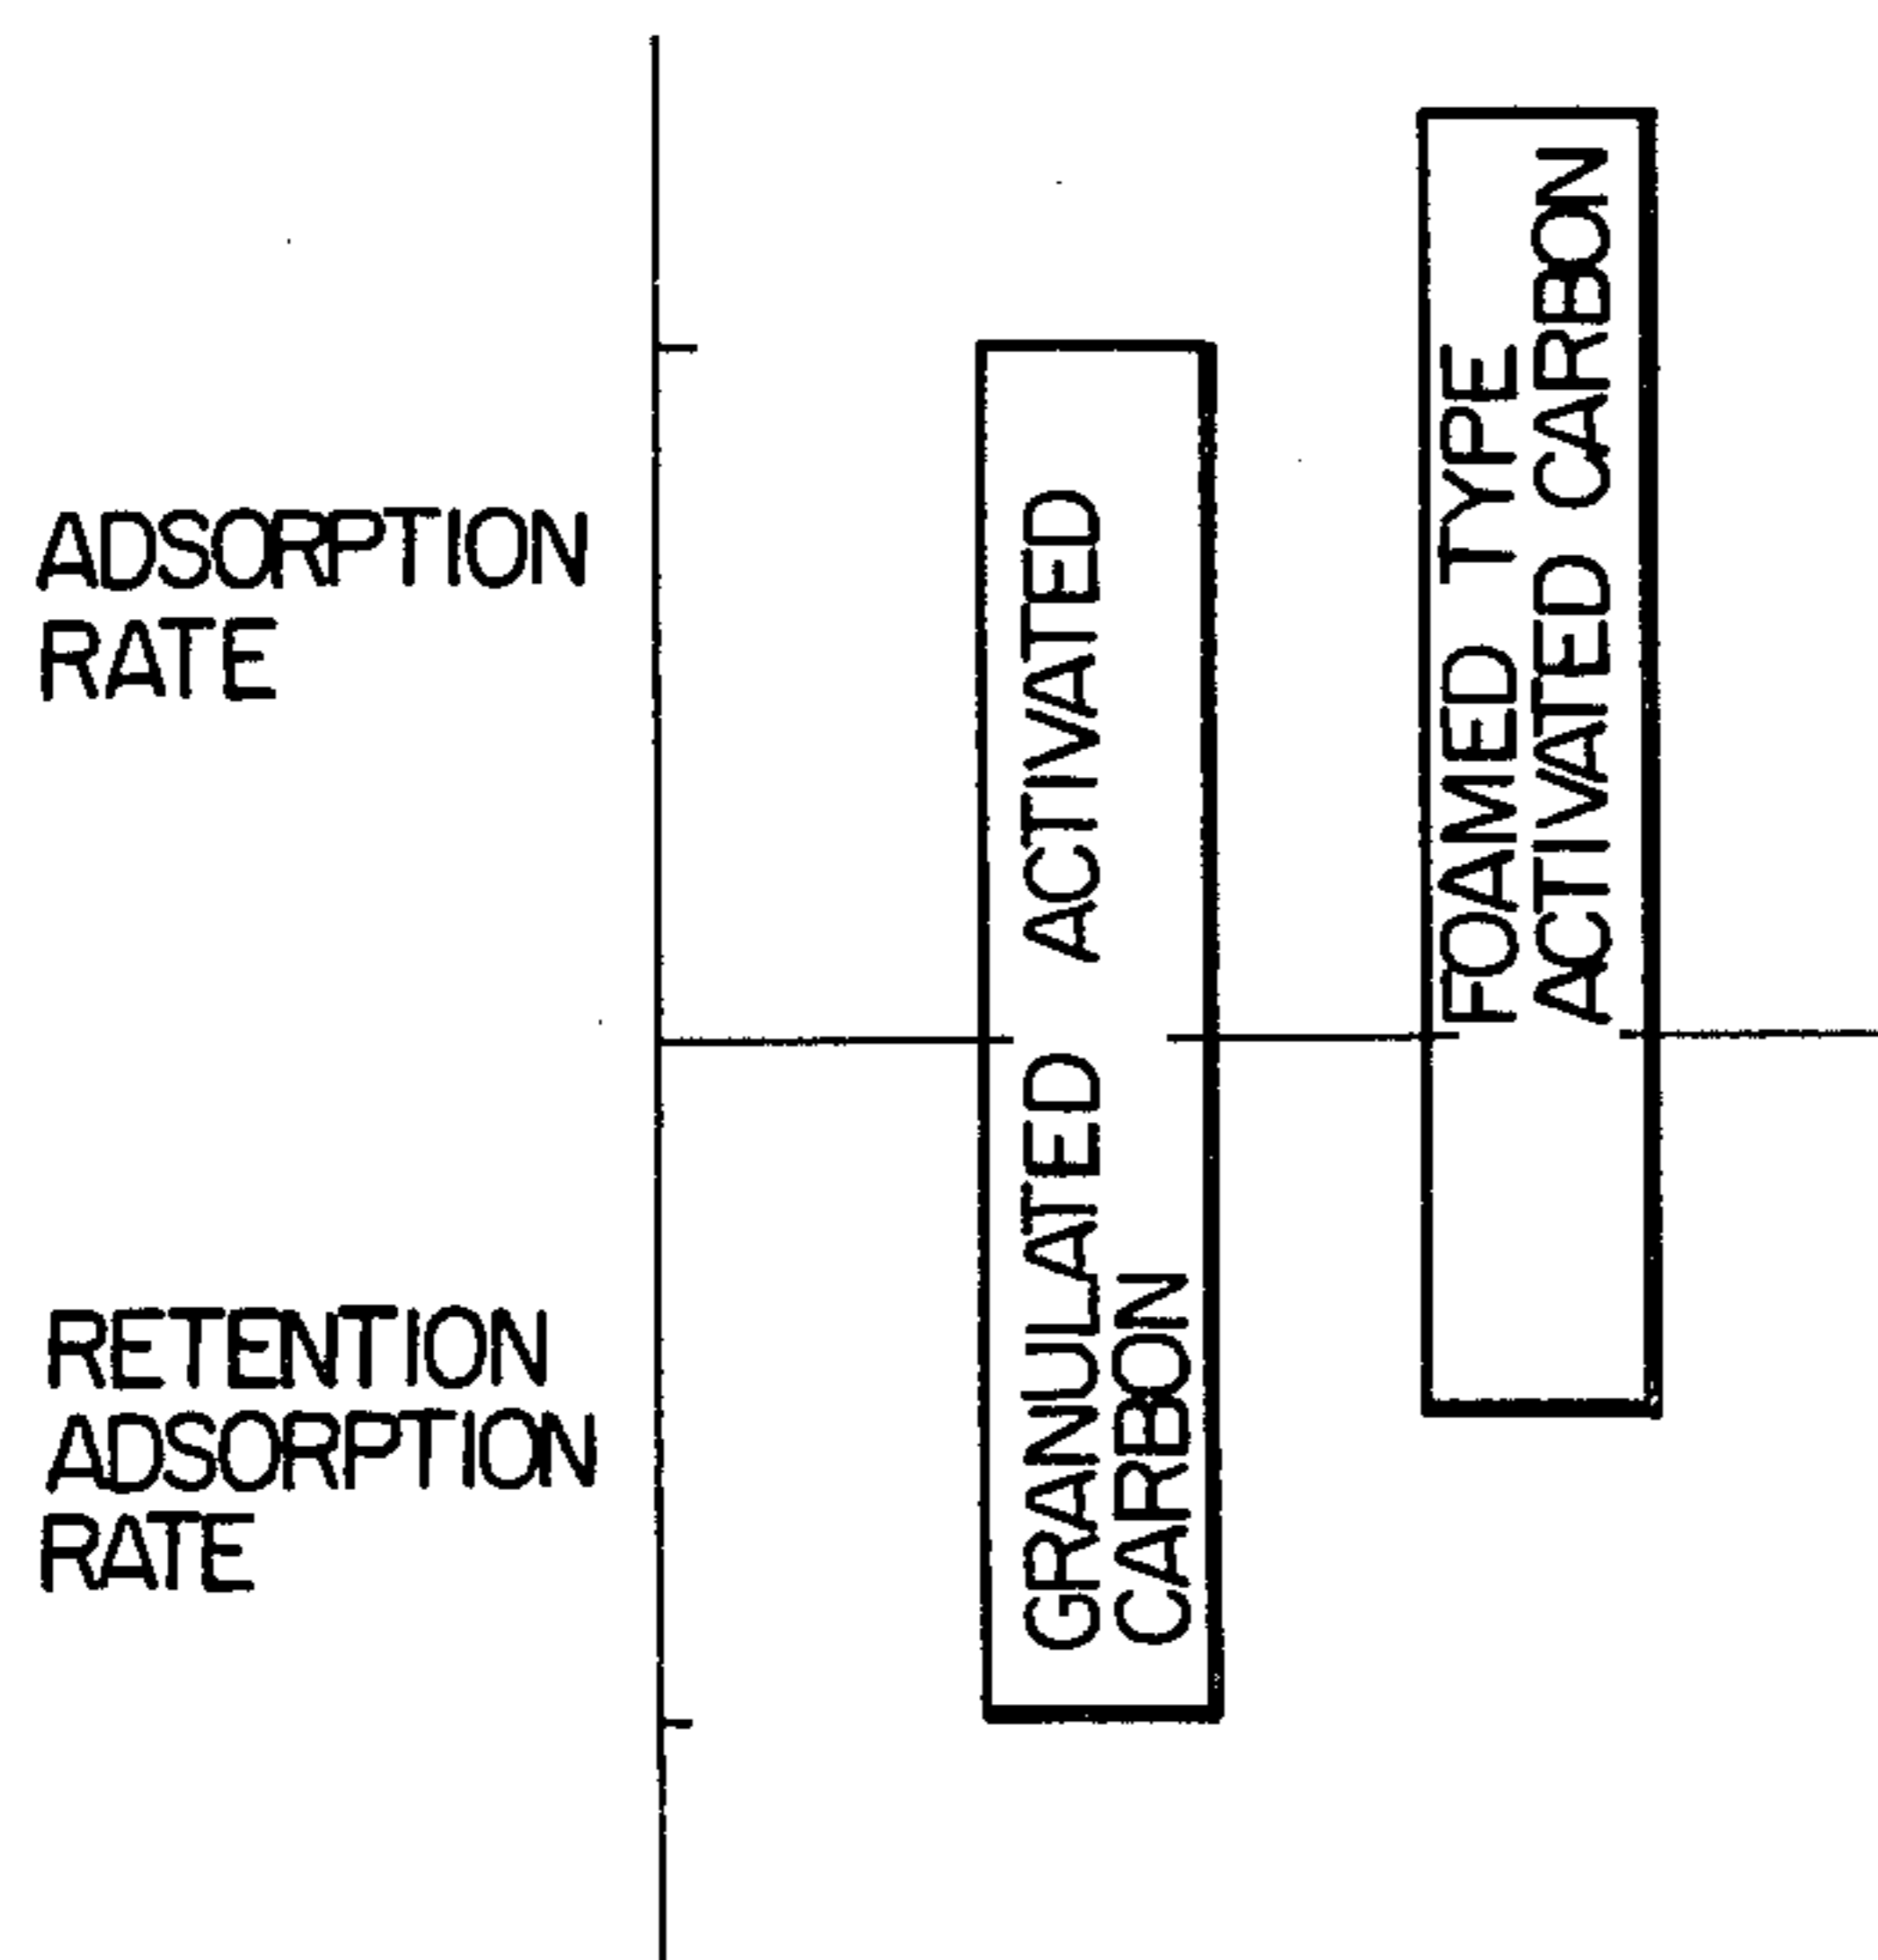 ADSORPTION
RATE
RETENTION
ADSORPTION
RATE
GRANULATED ACTIVATED
CARBON
FOAMED TYPE
ACTIVATED CARBON